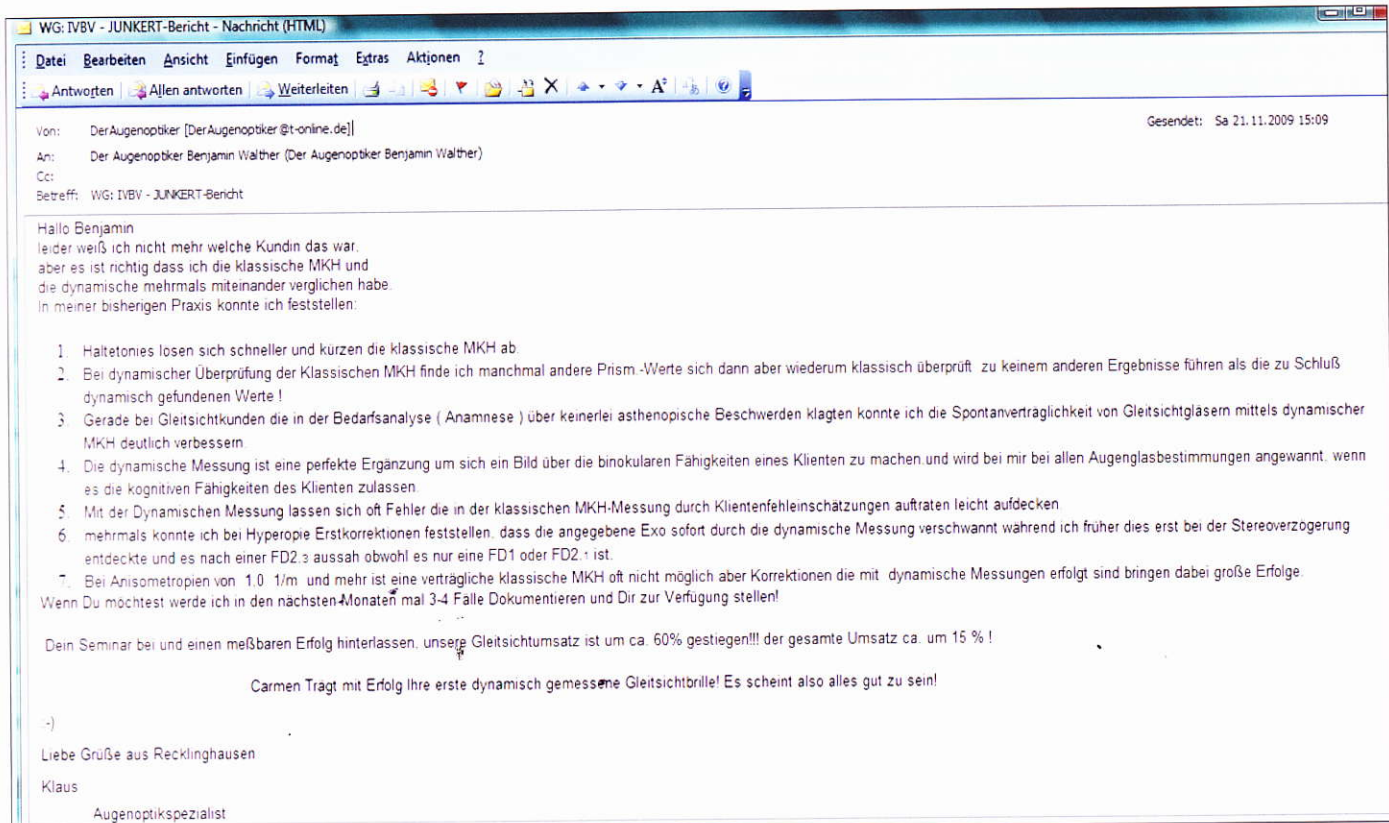 WG: IVBV - JUNKERT-Bericht - Nachricht (HTML)
Datei Bearbeiten Ansicht Einfügen Format Extras Aktionen ?
Antworten Allen antworten Weiterleiten
Von: DerAugenoptiker [DerAugenoptiker@t-online.de] Gesendet: Sa 21.11.2009 15:09
An: Der Augenoptiker Benjamin Walther (Der Augenoptiker Benjamin Walther)
Cc:
Betreff: WG: IVBV - JUNKERT-Bericht
Hallo Benjamin
leider weiß ich nicht mehr welche Kundin das war.
aber es ist richtig dass ich die klassische MKH und
die dynamische mehrmals miteinander verglichen habe.
In meiner bisherigen Praxis konnte ich feststellen:
1. Haltetonies lösen sich schneller und kürzen die klassische MKH ab.
2. Bei dynamischer Überprüfung der Klassischen MKH finde ich manchmal andere Prism.-Werte sich dann aber wiederum klassisch überprüft zu keinem anderen Ergebnisse führen als die zu Schluß
dynamisch gefundenen Werte !
3. Gerade bei Gleitsichtkunden die in der Bedarfsanalyse ( Anamnese ) über keinerlei asthenopische Beschwerden klagten konnte ich die Spontanverträglichkeit von Gleitsichtgläsern mittels dynamischer
MKH deutlich verbessern.
4. Die dynamische Messung ist eine perfekte Ergänzung um sich ein Bild über die binokularen Fähigkeiten eines Klienten zu machen.und wird bei mir bei allen Augenglasbestimmungen angewannt, wenn
es die kognitiven Fähigkeiten des Klienten zulassen.
5. Mit der Dynamischen Messung lassen sich oft Fehler die in der klassischen MKH-Messung durch Klientenfehleinschätzungen auftraten leicht aufdecken.
6. mehrmals konnte ich bei Hyperopie Erstkorrektionen feststellen, dass die angegebene Exo sofort durch die dynamische Messung verschwannt während ich früher dies erst bei der Stereoverzögerung
entdeckte und es nach einer FD2.3 aussah obwohl es nur eine FD1 oder FD2.1 ist.
7. Bei Anisometropien von 1,0 1/m und mehr ist eine verträgliche klassische MKH oft nicht möglich aber Korrektionen die mit dynamische Messungen erfolgt sind bringen dabei große Erfolge.
Wenn Du möchtest werde ich in den nächsten Monaten mal 3-4 Fälle Dokumentieren und Dir zur Verfügung stellen!
Dein Seminar bei und einen meßbaren Erfolg hinterlassen, unsere Gleitsichtumsatz ist um ca. 60% gestiegen!!! der gesamte Umsatz ca. um 15 % !
Carmen Trägt mit Erfolg Ihre erste dynamisch gemessene Gleitsichtbrille! Es scheint also alles gut zu sein!
:-)
Liebe Grüße aus Recklinghausen
Klaus
Augenoptikspezialist